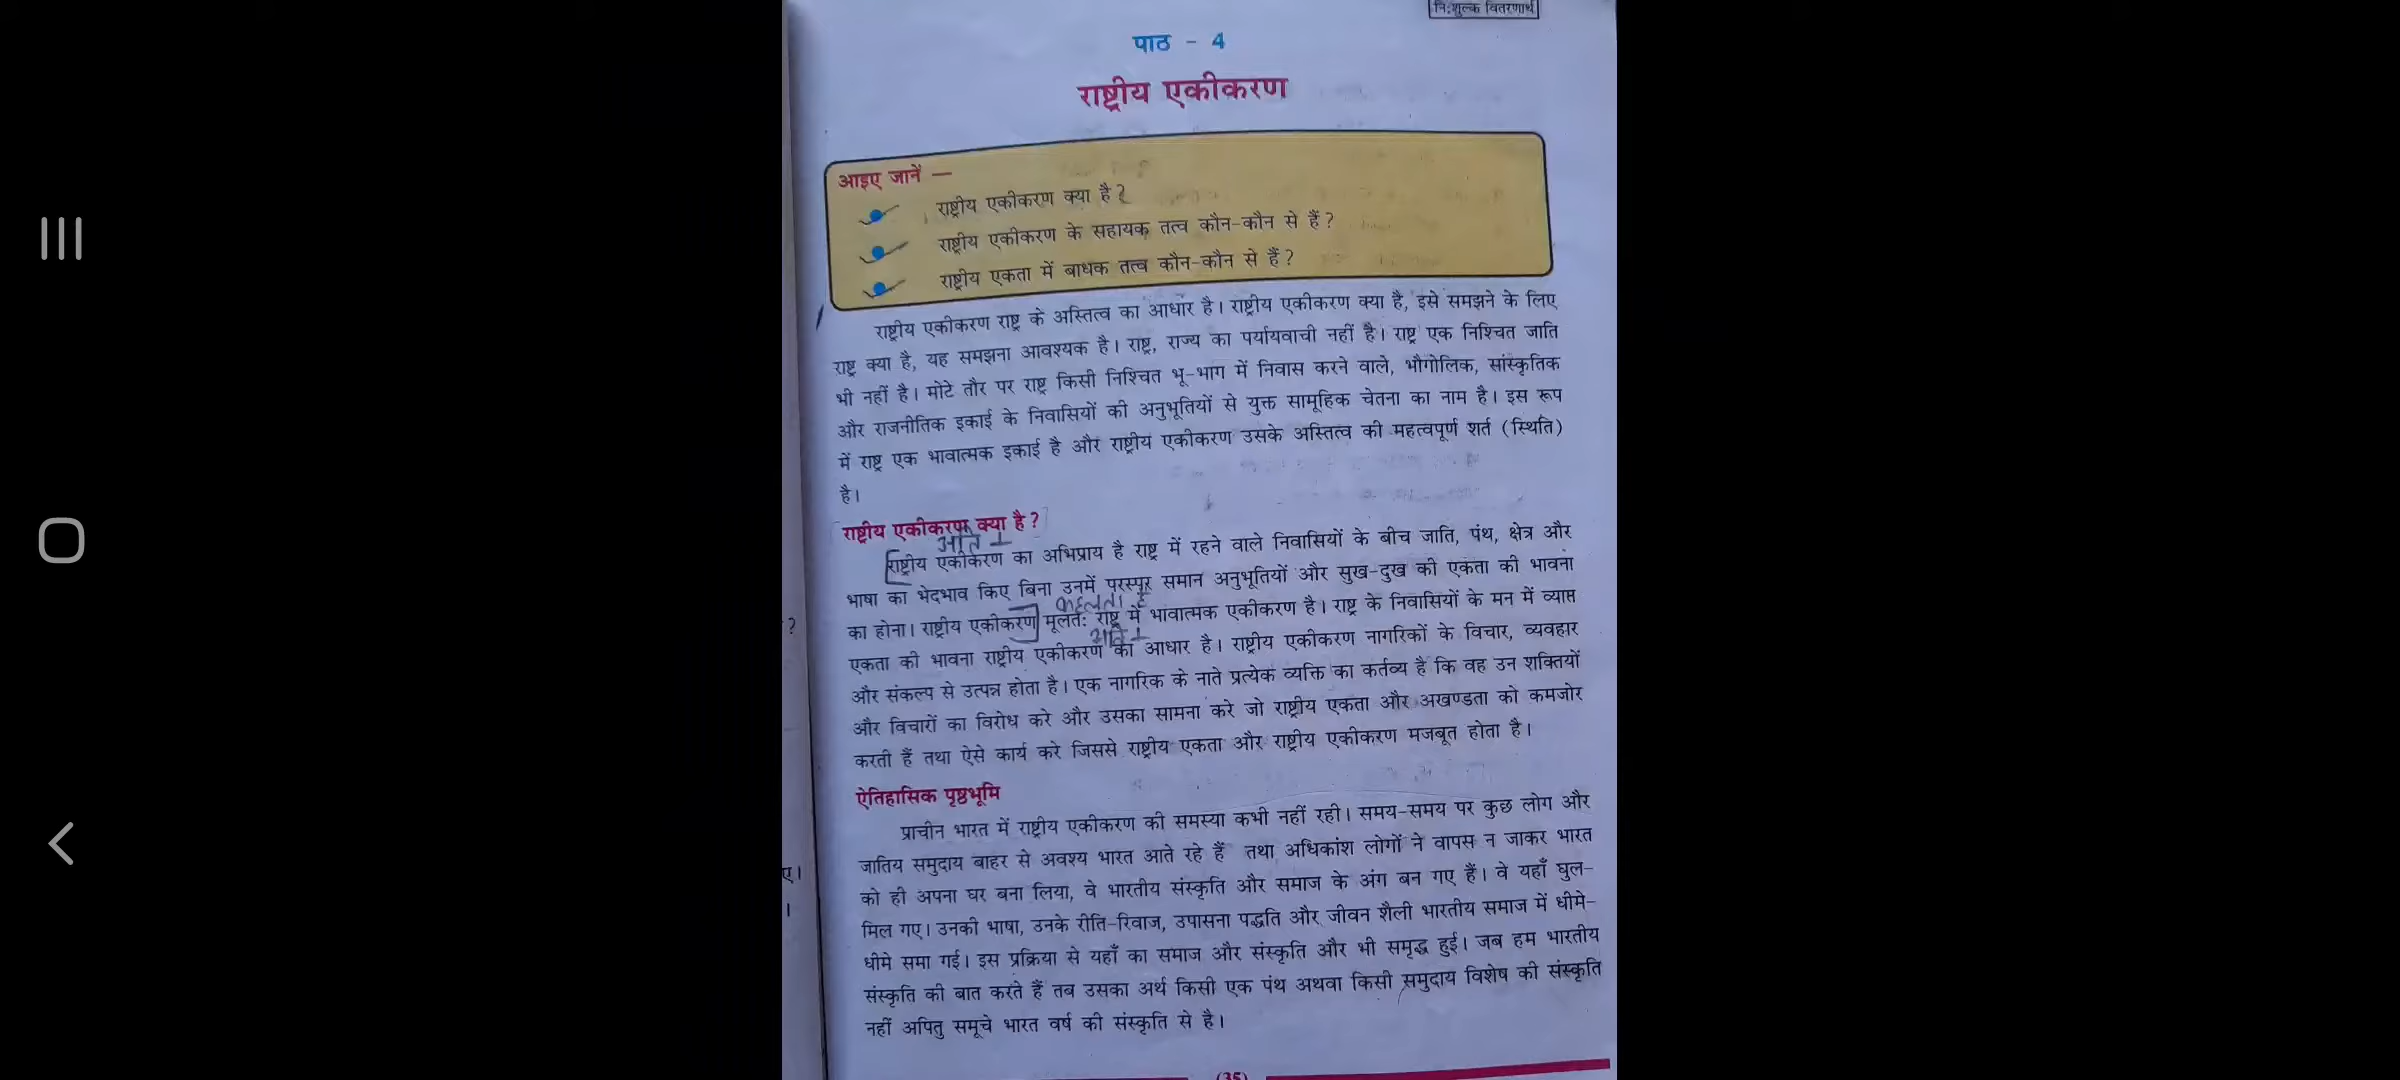 नि:शुल्क वितरणार्थ
पाठ - 4
राष्ट्रीय एकीकरण
आइए जानें —
राष्ट्रीय एकीकरण क्या है?
राष्ट्रीय एकीकरण के सहायक तत्व कौन-कौन से हैं?
राष्ट्रीय एकता में बाधक तत्व कौन-कौन से हैं?
राष्ट्रीय एकीकरण राष्ट्र के अस्तित्व का आधार है। राष्ट्रीय एकीकरण क्या है, इसे समझने के लिए
राष्ट्र क्या है, यह समझना आवश्यक है। राष्ट्र, राज्य का पर्यायवाची नहीं है। राष्ट्र एक निश्चित जाति
भी नहीं है। मोटे तौर पर राष्ट्र किसी निश्चित भू-भाग में निवास करने वाले, भौगोलिक, सांस्कृतिक
और राजनीतिक इकाई के निवासियों की अनुभूतियों से युक्त सामूहिक चेतना का नाम है। इस रूप
में राष्ट्र एक भावात्मक इकाई है और राष्ट्रीय एकीकरण उसके अस्तित्व की महत्वपूर्ण शर्त (स्थिति)
है।
राष्ट्रीय एकीकरण क्या है?
राष्ट्रीय एकीकरण का अभिप्राय है राष्ट्र में रहने वाले निवासियों के बीच जाति, पंथ, क्षेत्र और
भाषा का भेदभाव किए बिना उनमें परस्पर समान अनुभूतियों और सुख-दुख की एकता की भावना
कहलता है
का होना। राष्ट्रीय एकीकरण मूलतः राष्ट्र में भावात्मक एकीकरण है। राष्ट्र के निवासियों के मन में व्याप्त
एकता की भावना राष्ट्रीय एकीकरण का आधार है। राष्ट्रीय एकीकरण नागरिकों के विचार, व्यवहार
और संकल्प से उत्पन्न होता है। एक नागरिक के नाते प्रत्येक व्यक्ति का कर्तव्य है कि वह उन शक्तियों
और विचारों का विरोध करे और उसका सामना करे जो राष्ट्रीय एकता और अखण्डता को कमजोर
करती हैं तथा ऐसे कार्य करे जिससे राष्ट्रीय एकता और राष्ट्रीय एकीकरण मजबूत होता है।
ऐतिहासिक पृष्ठभूमि
प्राचीन भारत में राष्ट्रीय एकीकरण की समस्या कभी नहीं रही। समय-समय पर कुछ लोग और
जातिय समुदाय बाहर से अवश्य भारत आते रहे हैं तथा अधिकांश लोगों ने वापस न जाकर भारत
को ही अपना घर बना लिया, वे भारतीय संस्कृति और समाज के अंग बन गए हैं। वे यहाँ घुल-
मिल गए। उनकी भाषा, उनके रीति-रिवाज, उपासना पद्धति और जीवन शैली भारतीय समाज में धीमे-
धीमे समा गई। इस प्रक्रिया से यहाँ का समाज और संस्कृति और भी समृद्ध हुई। जब हम भारतीय
संस्कृति की बात करते हैं तब उसका अर्थ किसी एक पंथ अथवा किसी समुदाय विशेष की संस्कृति
नहीं अपितु समूचे भारत वर्ष की संस्कृति से है।
(35)